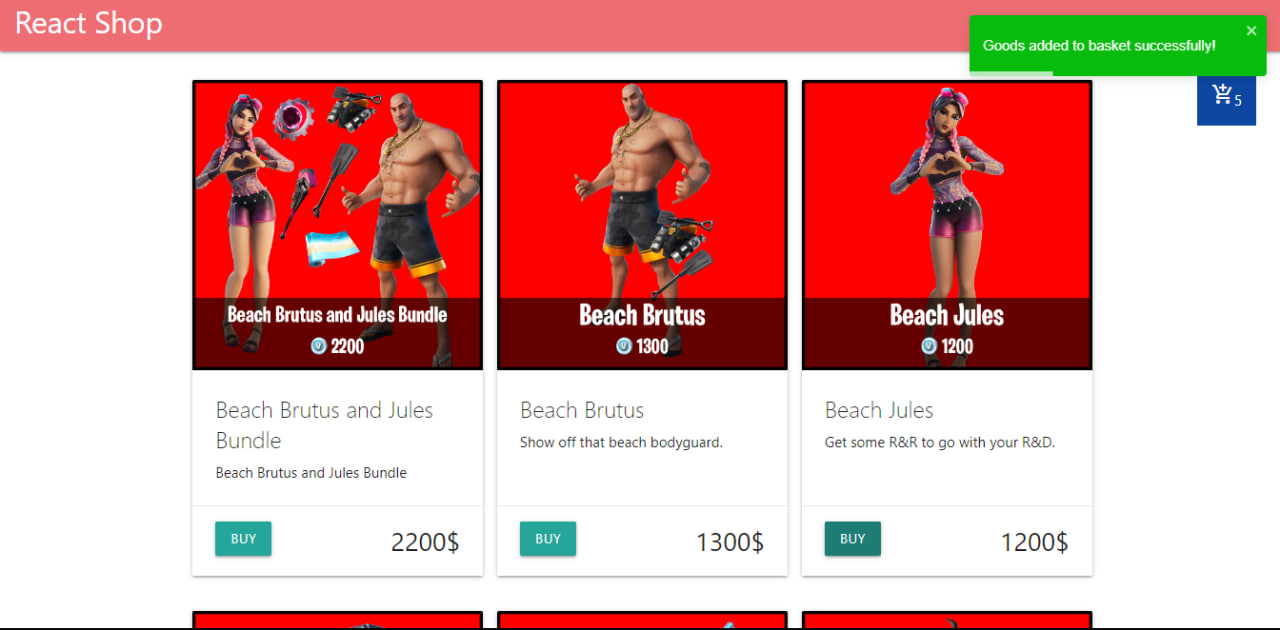 React Shop
Goods added to basket successfully!
5
Beach Brutus and Jules Bundle
2200
Beach Brutus
1300
Beach Jules
1200
Beach Brutus and Jules
Bundle
Beach Brutus and Jules Bundle
BUY
2200$
Beach Brutus
Show off that beach bodyguard.
BUY
1300$
Beach Jules
Get some R&R to go with your R&D.
BUY
1200$